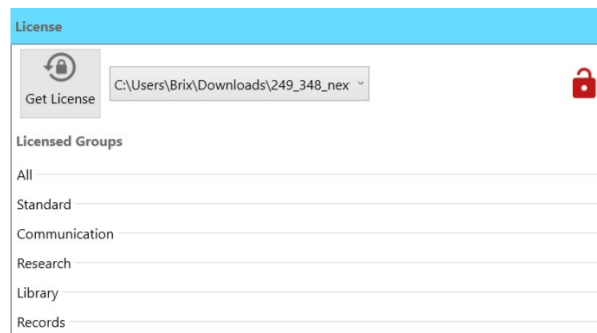 License
Get License
C:\Users\Brix\Downloads\249_348_nex
Licensed Groups
All
Standard
Communication
Research
Library
Records